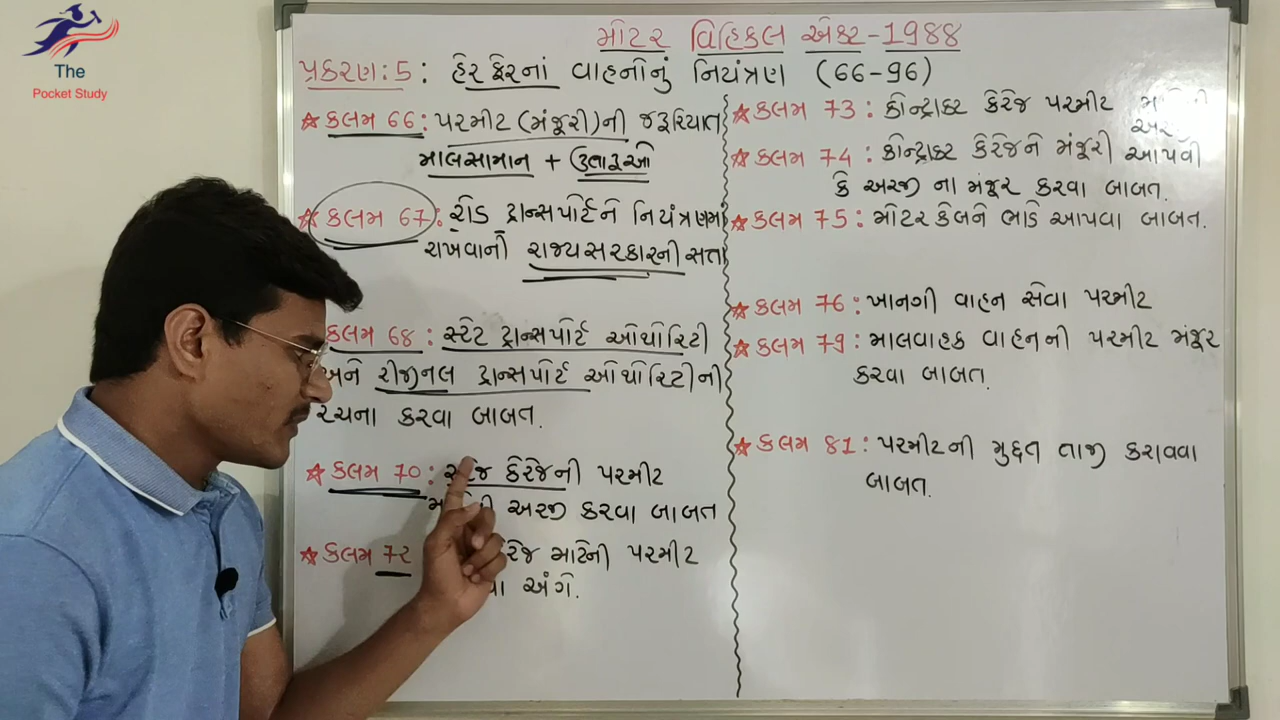 The
Pocket Study
મોટર વિહિકલ એક્ટ-1988
પ્રકરણ:5 : હેરફેરનાં વાહનોનું નિયંત્રણ (66-96)
* કલમ 66: પરમીટ (મંજૂરી)ની જરૂરિયાત
માલસામાન + ઉતારૂઓ
* કલમ 67: રોડ ટ્રાન્સપોર્ટને નિયંત્રણમાં
રાખવાની રાજ્યસરકારની સત્તા
કલમ 68 : સ્ટેટ ટ્રાન્સપોર્ટ ઓથોરિટી
અને રીજીનલ ટ્રાન્સપોર્ટ ઓથોરિટીની
રચના કરવા બાબત.
* કલમ 70: કેરેજની પરમીટ
અરજી કરવા બાબત
* કલમ 72 માટેની પરમીટ
અંગે.
* કલમ 73 : કોન્ટ્રાકટ કેરેજ પરમીટ
* કલમ 74 : કોન્ટ્રાકટ કેરેજને મંજૂરી આપવી
કે અરજી ના મંજૂર કરવા બાબત.
* કલમ 75: મોટર કેબને ભાડે આપવા બાબત.
* કલમ 76: ખાનગી વાહન સેવા પરમીટ
* કલમ 79: માલવાહક વાહનની પરમીટ મંજૂર
કરવા બાબત.
* કલમ 81: પરમીટની મુદ્દત તાજી કરાવવા
બાબત.